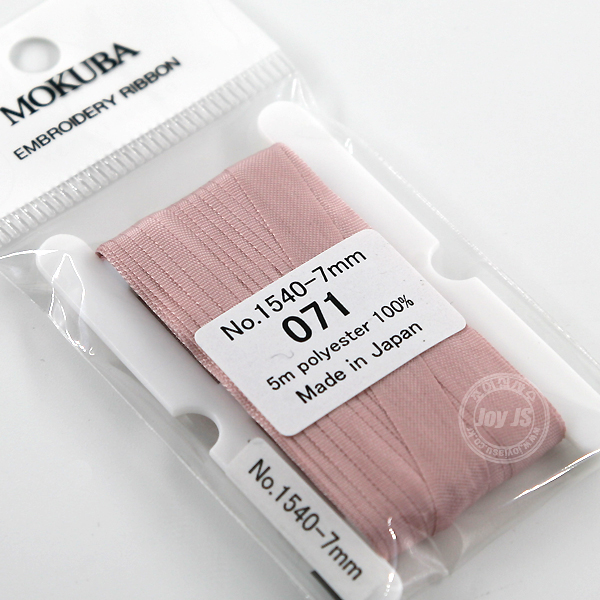 MOKUBA
EMBROIDERY RIBBON
No.1540-7mm
071
5m polyester 100%
Made in Japan
No.1540-7mm
Joy JS